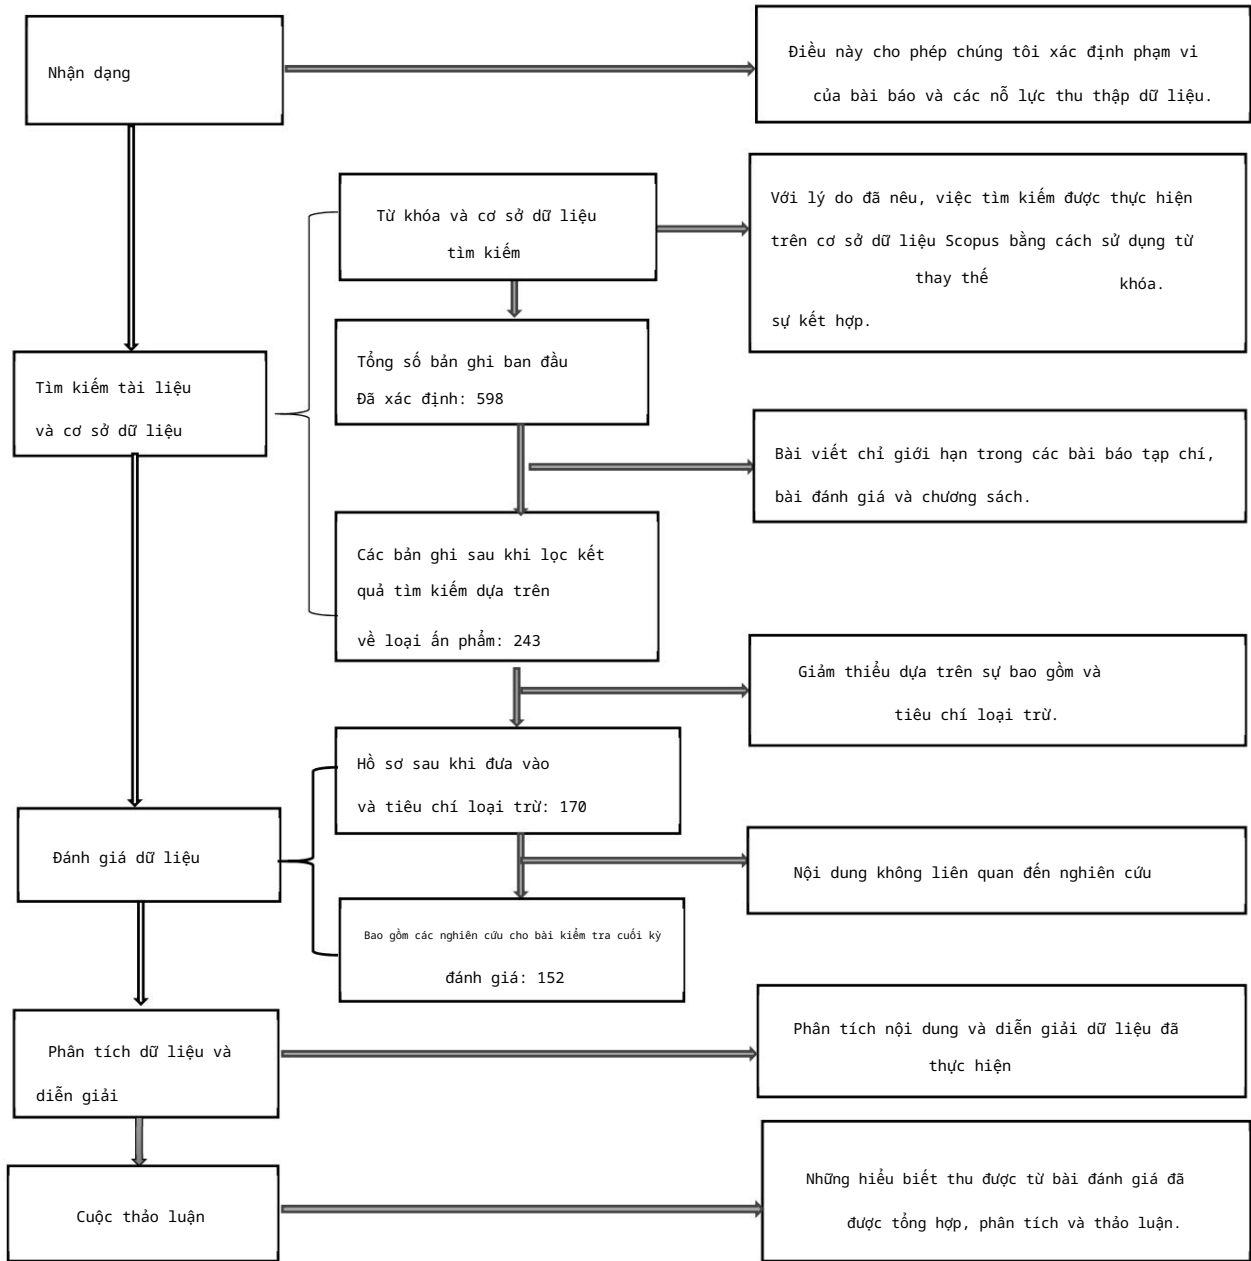 Nhận dạng
Điều này cho phép chúng tôi xác định phạm vi
của bài báo và các nỗ lực thu thập dữ liệu.
Từ khóa và cơ sở dữ liệu
tìm kiếm
Với lý do đã nêu, việc tìm kiếm được thực hiện
trên cơ sở dữ liệu Scopus bằng cách sử dụng từ
thay thế khóa.
sự kết hợp.
Tổng số bản ghi ban đầu
Đã xác định: 598
Tìm kiếm tài liệu
và cơ sở dữ liệu
Bài viết chỉ giới hạn trong các bài báo tạp chí,
bài đánh giá và chương sách.
Các bản ghi sau khi lọc kết
quả tìm kiếm dựa trên
về loại ấn phẩm: 243
Giảm thiểu dựa trên sự bao gồm và
tiêu chí loại trừ.
Hồ sơ sau khi đưa vào
và tiêu chí loại trừ: 170
Đánh giá dữ liệu
Nội dung không liên quan đến nghiên cứu
Bao gồm các nghiên cứu cho bài kiểm tra cuối kỳ
đánh giá: 152
Phân tích dữ liệu và
diễn giải
Phân tích nội dung và diễn giải dữ liệu đã
thực hiện
Cuộc thảo luận
Những hiểu biết thu được từ bài đánh giá đã
được tổng hợp, phân tích và thảo luận.